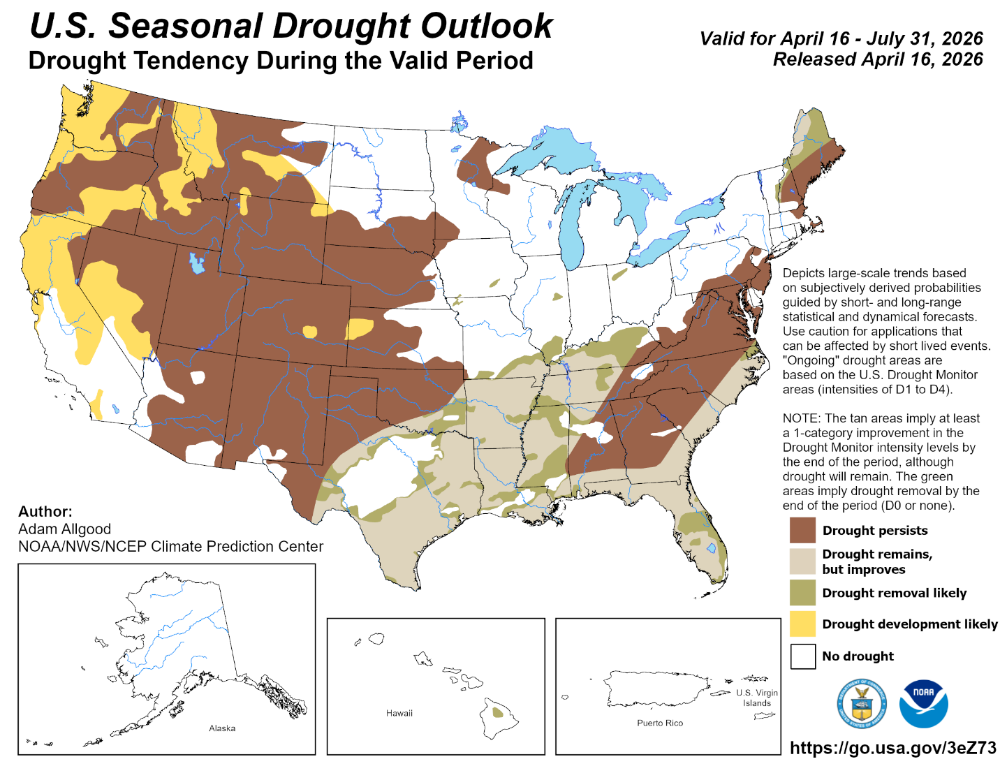 U.S. Seasonal Drought Outlook
Drought Tendency During the Valid Period
Valid for April 16 - July 31, 2026
Released April 16, 2026
Depicts large-scale trends based
on subjectively derived probabilities
guided by short- and long-range
statistical and dynamical forecasts.
Use caution for applications that
can be affected by short lived events.
"Ongoing" drought areas are
based on the U.S. Drought Monitor
areas (intensities of D1 to D4).
NOTE: The tan areas imply at least
a 1-category improvement in the
Drought Monitor intensity levels by
the end of the period, although
drought will remain. The green
areas imply drought removal by the
end of the period (D0 or none).
Author:
Adam Allgood
NOAA/NWS/NCEP Climate Prediction Center
Drought persists
Drought remains,
but improves
Drought removal likely
Drought development likely
No drought
Alaska
Hawaii
Puerto Rico
U.S. Virgin
Islands
DEPARTMENT OF COMMERCE
UNITED STATES OF AMERICA
NOAA
https://go.usa.gov/3eZ73